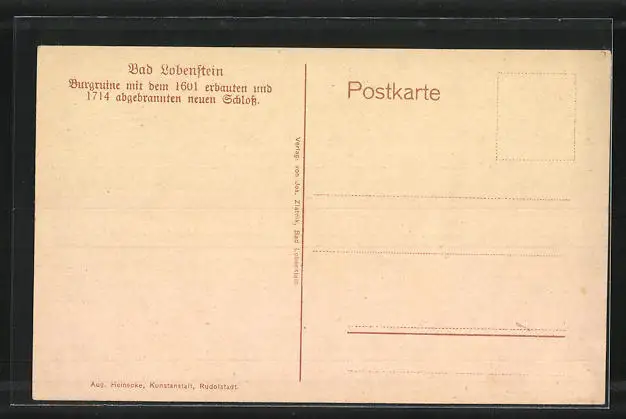 Bad Lobenstein
Burgruine mit dem 1601 erbauten und
1714 abgebrannten neuen Schloß.
Postkarte
Verlag: von Jos. Zlatnik, Bad Lobenstein
Aug. Heinecke, Kunstanstalt, Rudolstadt.